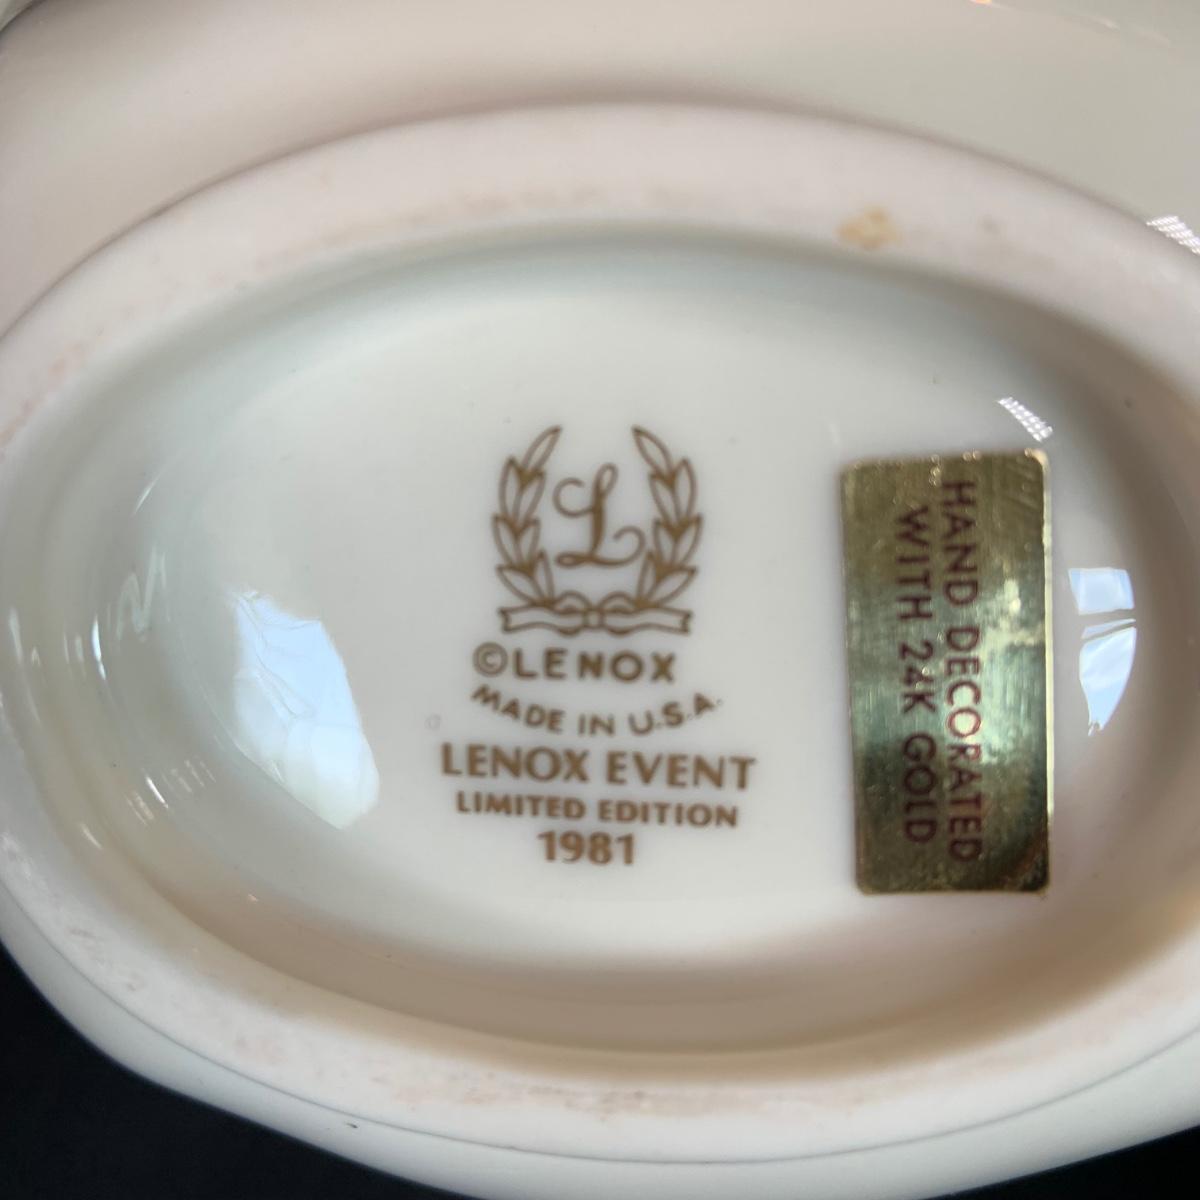 L
©LENOX
MADE IN U.S.A.
LENOX EVENT
LIMITED EDITION
1981
HAND DECORATED
WITH 24K GOLD